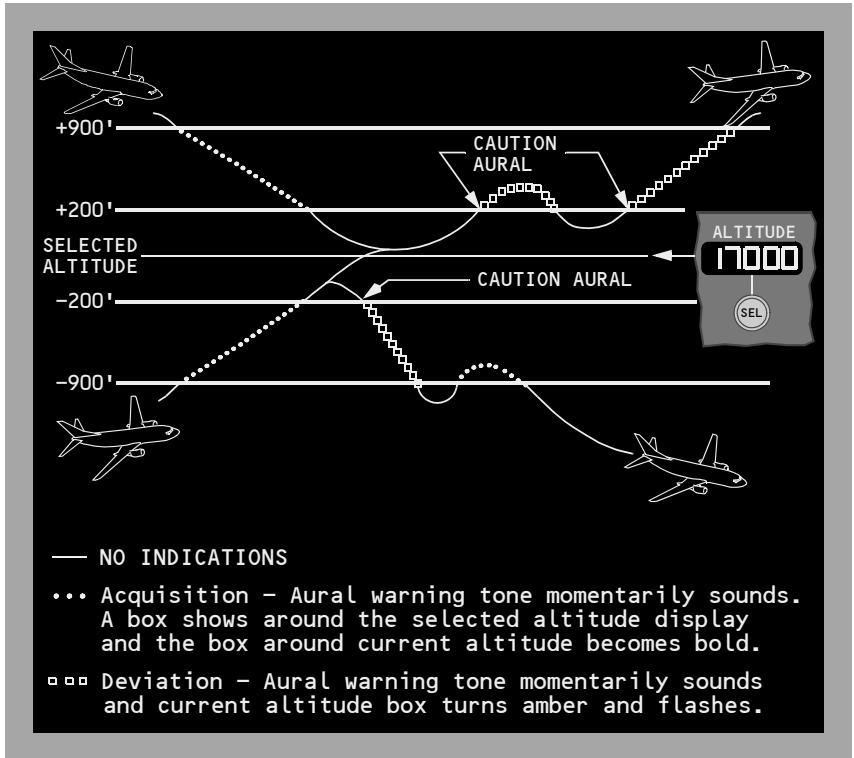 +900'
CAUTION
AURAL
+200'
ALTITUDE
17000
SELECTED
ALTITUDE
CAUTION AURAL
-200'
SEL
-900'
NO INDICATIONS
Acquisition - Aural warning tone momentarily sounds.
A box shows around the selected altitude display
and the box around current altitude becomes bold.
Deviation - Aural warning tone momentarily sounds
and current altitude box turns amber and flashes.